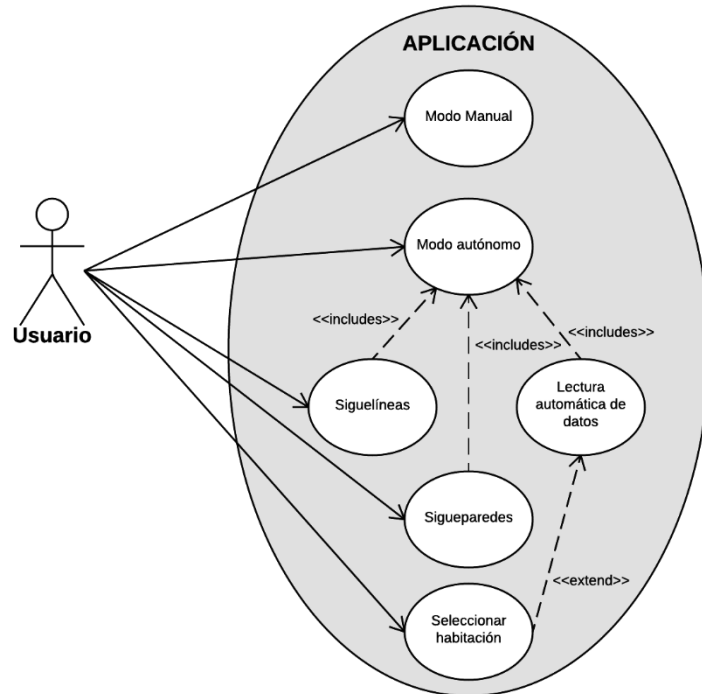 APLICACIÓN
Modo Manual
Modo autónomo
Usuario
<<includes>>
<<includes>>
<<includes>>
Siguelíneas
Lectura
automática de
datos
Sigueparedes
<<extend>>
Seleccionar
habitación